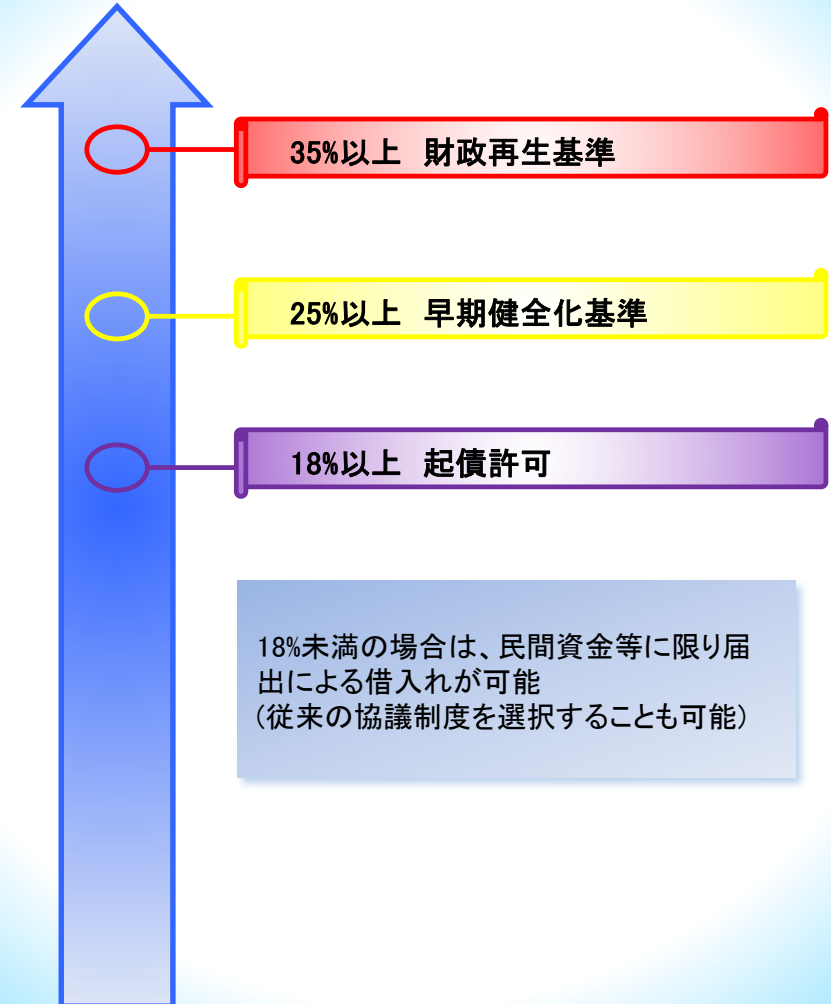 35%以上　財政再生基準
25%以上　早期健全化基準
18%以上　起債許可
18%未満の場合は、民間資金等に限り届
出による借入れが可能
(従来の協議制度を選択することも可能)